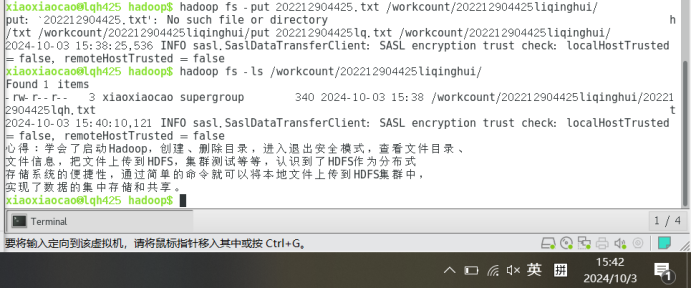 xiaoxiaocao@lqh425 hadoop$ hadoop fs -put 202212904425.txt /workcount/202212904425liqinghui/
put: `202212904425.txt': No such file or directory h
/txt /workcount/202212904425liqinghui/put 202212904425lq.txt /workcount/202212904425liqinghui/
2024-10-03 15:38:25,536 INFO sasl.SaslDataTransferClient: SASL encryption trust check: localHostTrusted
= false, remoteHostTrusted = false
xiaoxiaocao@lqh425 hadoop$ hadoop fs -ls /workcount/202212904425liqinghui/
Found 1 items
-rw-r--r-- 3 xiaoxiaocao supergroup 340 2024-10-03 15:38 /workcount/202212904425liqinghui/20221
2904425lqh.txt t
2024-10-03 15:40:10,121 INFO sasl.SaslDataTransferClient: SASL encryption trust check: localHostTrusted
= false, remoteHostTrusted = false
心得：学会了启动Hadoop，创建、删除目录，进入退出安全模式，查看文件目录、
文件信息，把文件上传到HDFS，集群测试等等，认识到了HDFS作为分布式
存储系统的便捷性，通过简单的命令就可以将本地文件上传到HDFS集群中，
实现了数据的集中存储和共享。
xiaoxiaocao@lqh425 hadoop$
Terminal
1 / 4
要将输入定向到该虚拟机，请将鼠标指针移入其中或按 Ctrl+G。
英
拼
15:42
2024/10/3
1